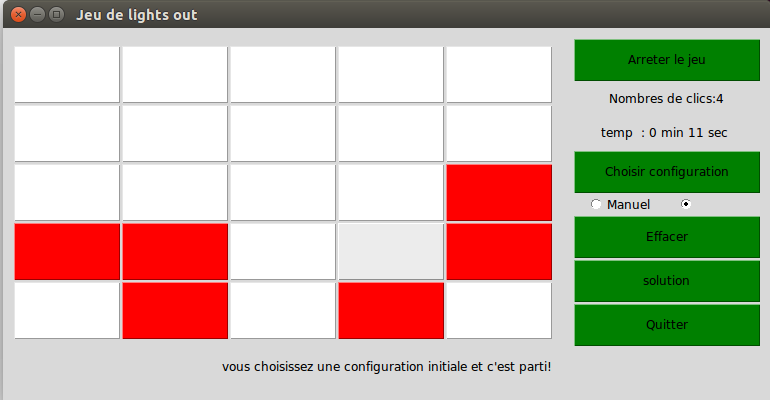 Jeu de lights out
Arreter le jeu
Nombres de clics:4
temp : 0 min 11 sec
Choisir configuration
Manuel
Effacer
solution
Quitter
vous choisissez une configuration initiale et c'est parti!